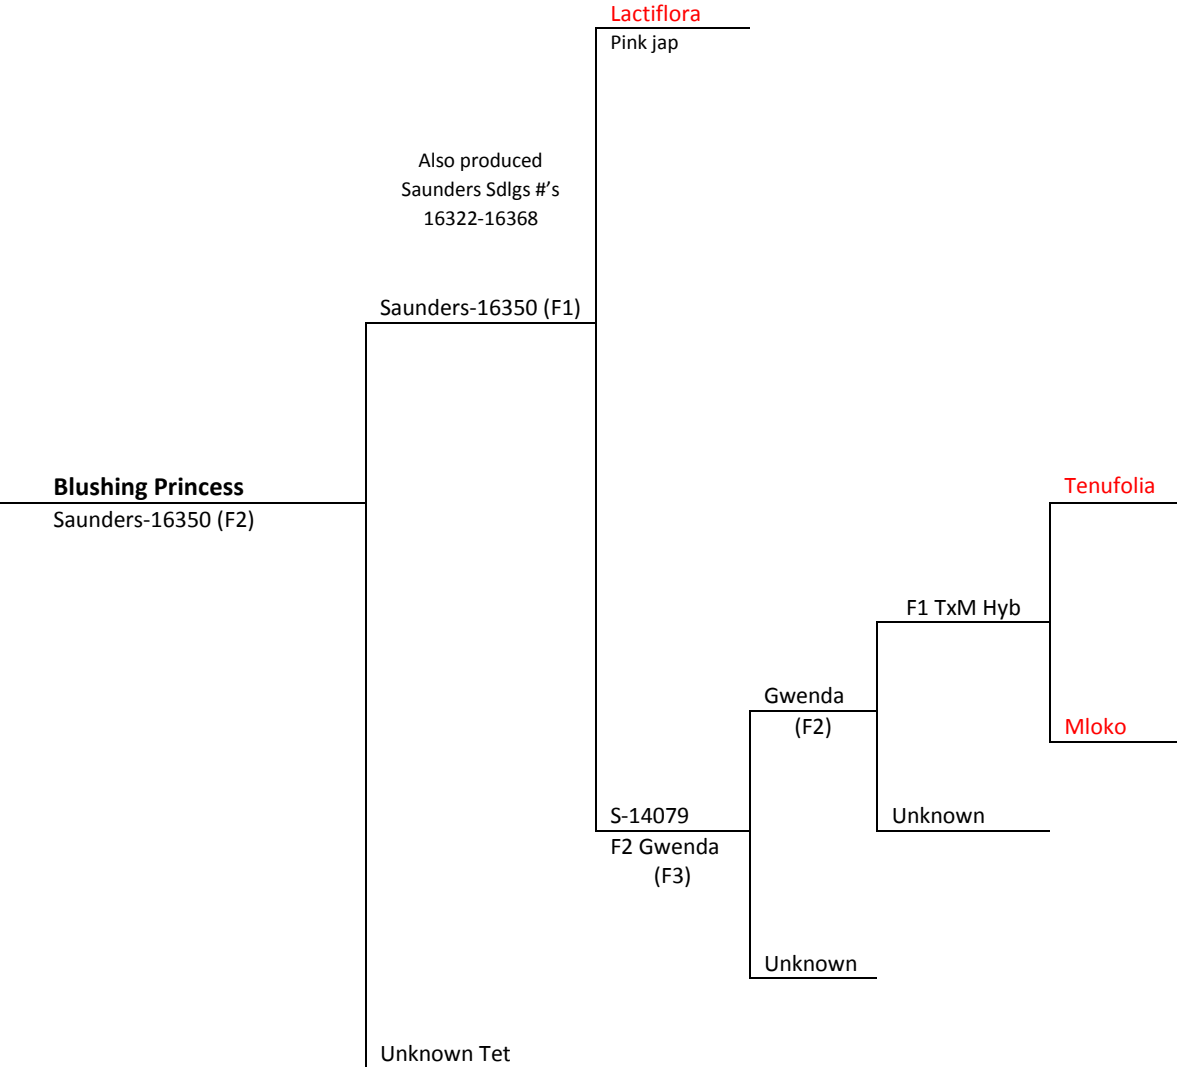 Lactiflora
Pink jap
Also produced
Saunders Sdlgs #’s
16322-16368
Saunders-16350 (F1)
Blushing Princess
Saunders-16350 (F2)
Tenufolia
F1 TxM Hyb
Gwenda
(F2)
Mloko
S-14079
F2 Gwenda
(F3)
Unknown
Unknown
Unknown Tet